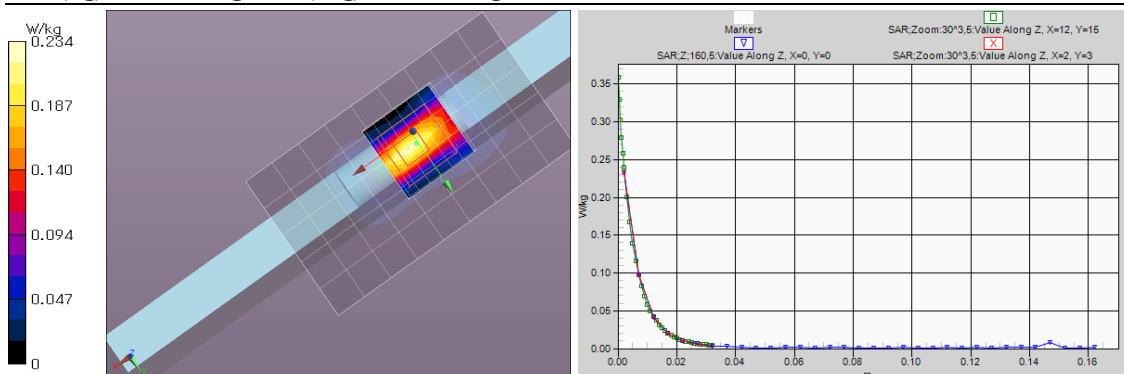 W/kg
0.234
0.187
0.140
0.094
0.047
0
Z
Markers
SAR;Zoom:30^3,5:Value Along Z, X=12, Y=15
SAR;Z;160,5:Value Along Z, X=0, Y=0
SAR;Zoom:30^3,5:Value Along Z, X=2, Y=3
W/kg
0.35
0.30
0.25
0.20
0.15
0.10
0.05
0.00
0.00 0.02 0.04 0.06 0.08 0.10 0.12 0.14 0.16